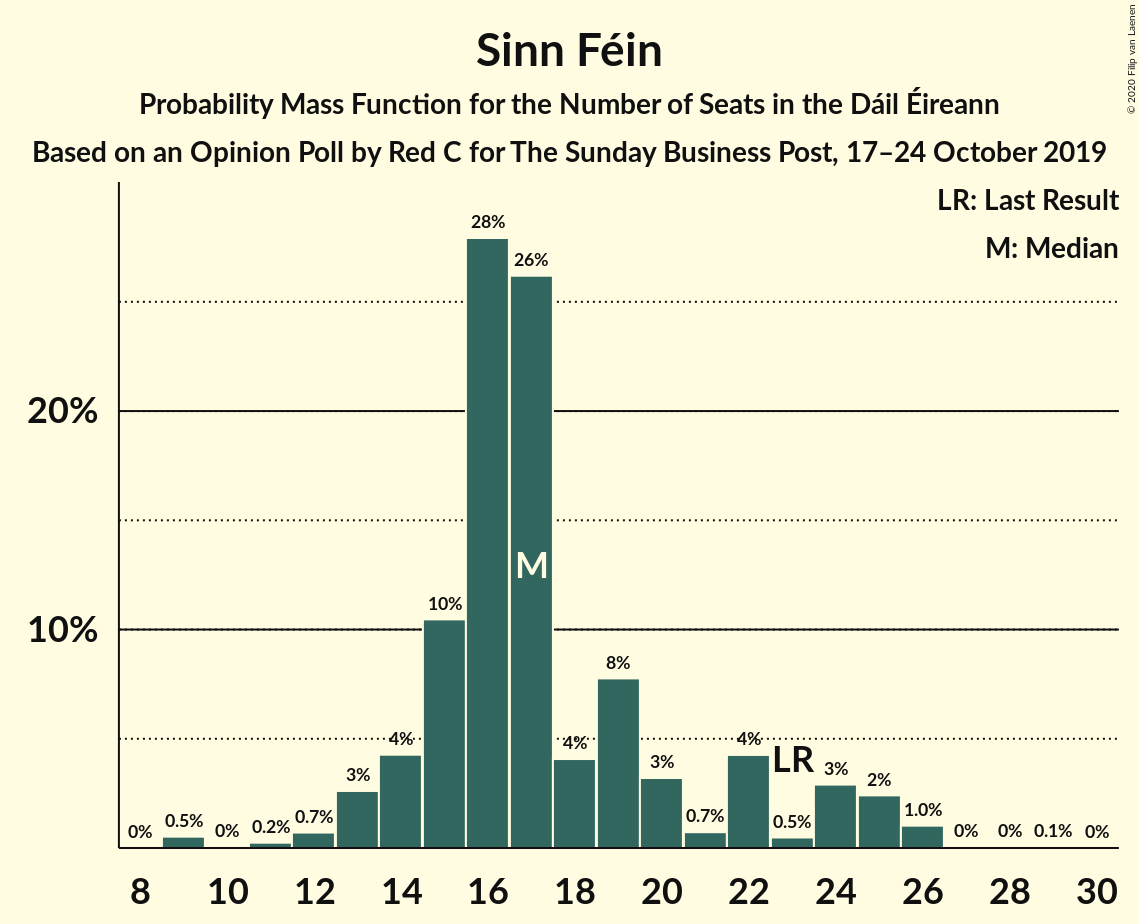 © 2020 Filip van Laenen
Sinn Féin
Probability Mass Function for the Number of Seats in the Dáil Éireann
Based on an Opinion Poll by Red C for The Sunday Business Post, 17–24 October 2019
LR: Last Result
M: Median
28%
26%
20%
M
10%
10%
8%
4%
4%
4%
LR
3%
3%
3%
2%
0%
0.5%
0%
0.2%
0.7%
0.7%
0.5%
1.0%
0%
0%
0.1%
0%
8 10 12 14 16 18 20 22 24 26 28 30